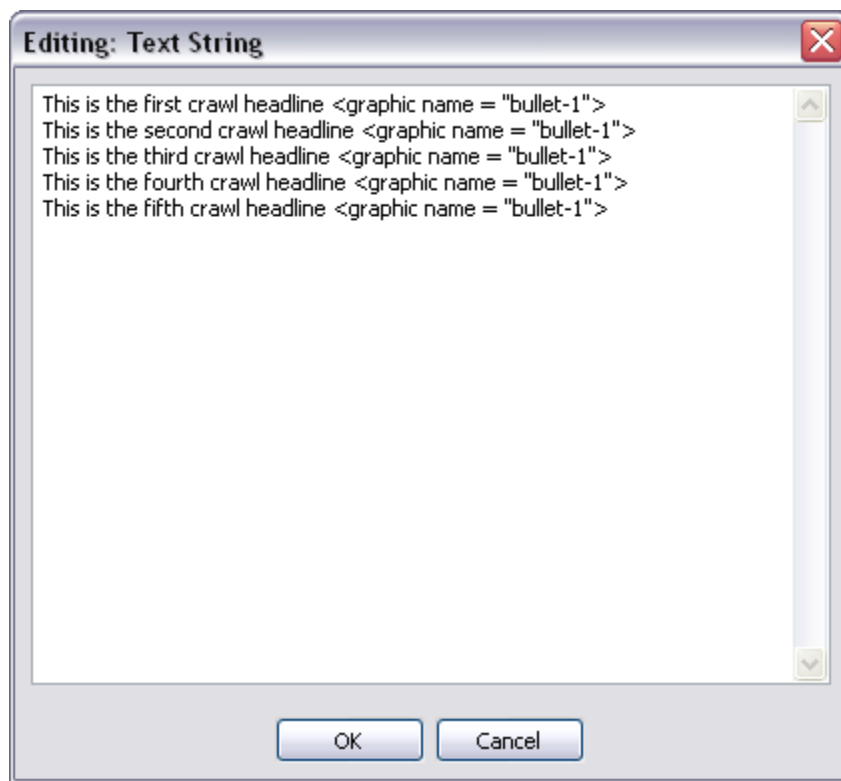 Editing: Text String
This is the first crawl headline <graphic name = "bullet-1">
This is the second crawl headline <graphic name = "bullet-1">
This is the third crawl headline <graphic name = "bullet-1">
This is the fourth crawl headline <graphic name = "bullet-1">
This is the fifth crawl headline <graphic name = "bullet-1">
OK Cancel